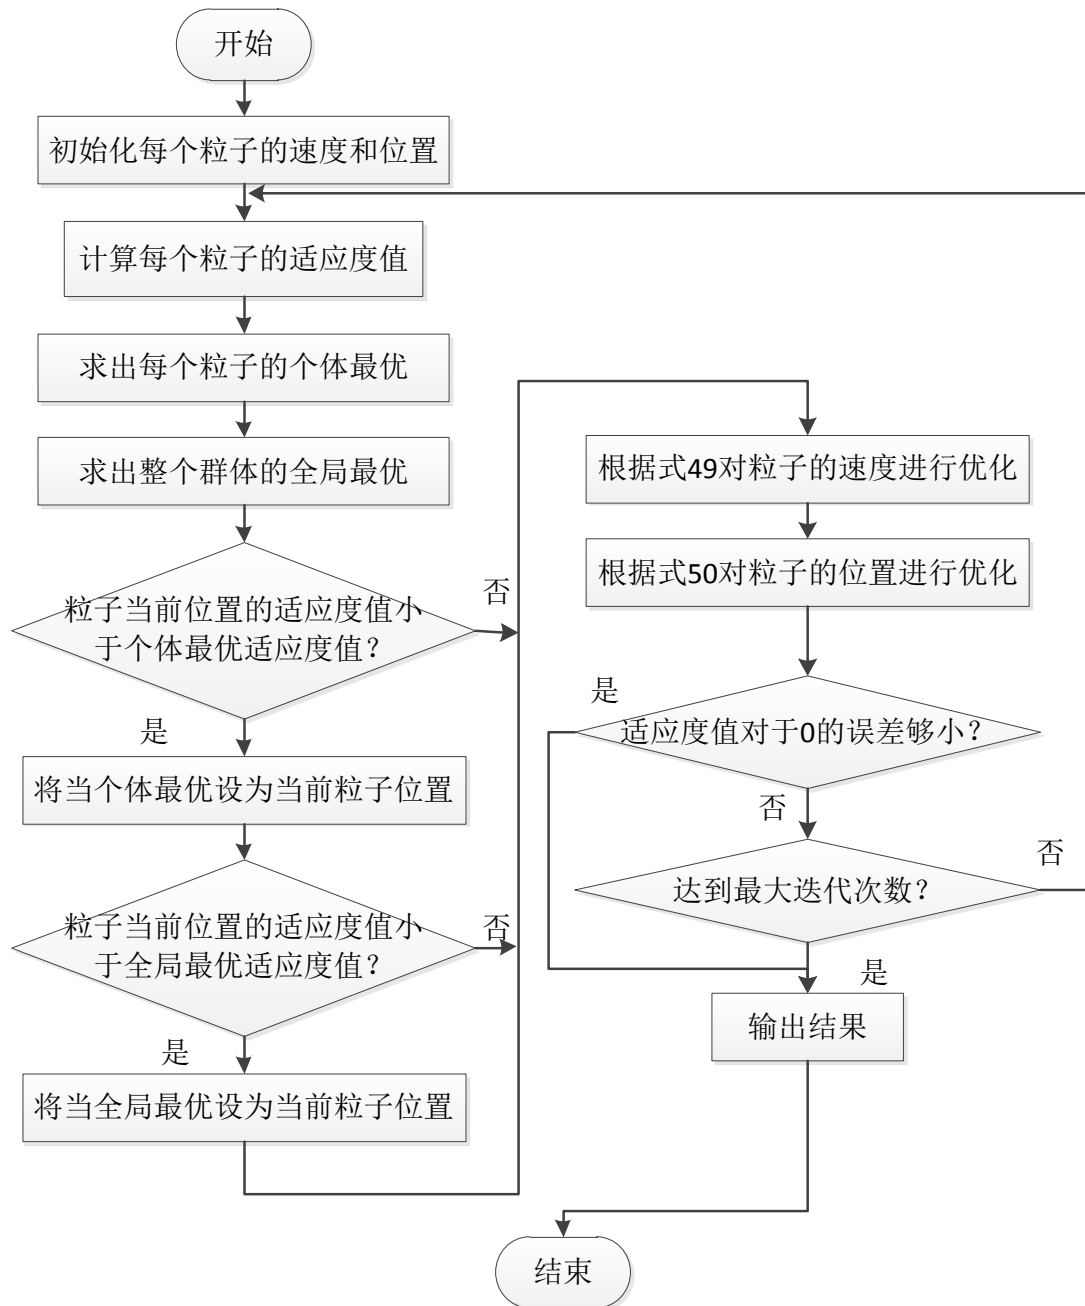 开始
初始化每个粒子的速度和位置
计算每个粒子的适应度值
求出每个粒子的个体最优
求出整个群体的全局最优
粒子当前位置的适应度值小
于个体最优适应度值？
否
是
将当个体最优设为当前粒子位置
粒子当前位置的适应度值小
于全局最优适应度值？
否
是
将当全局最优设为当前粒子位置
根据式49对粒子的速度进行优化
根据式50对粒子的位置进行优化
是
适应度值对于0的误差够小？
否
达到最大迭代次数？
否
是
输出结果
结束